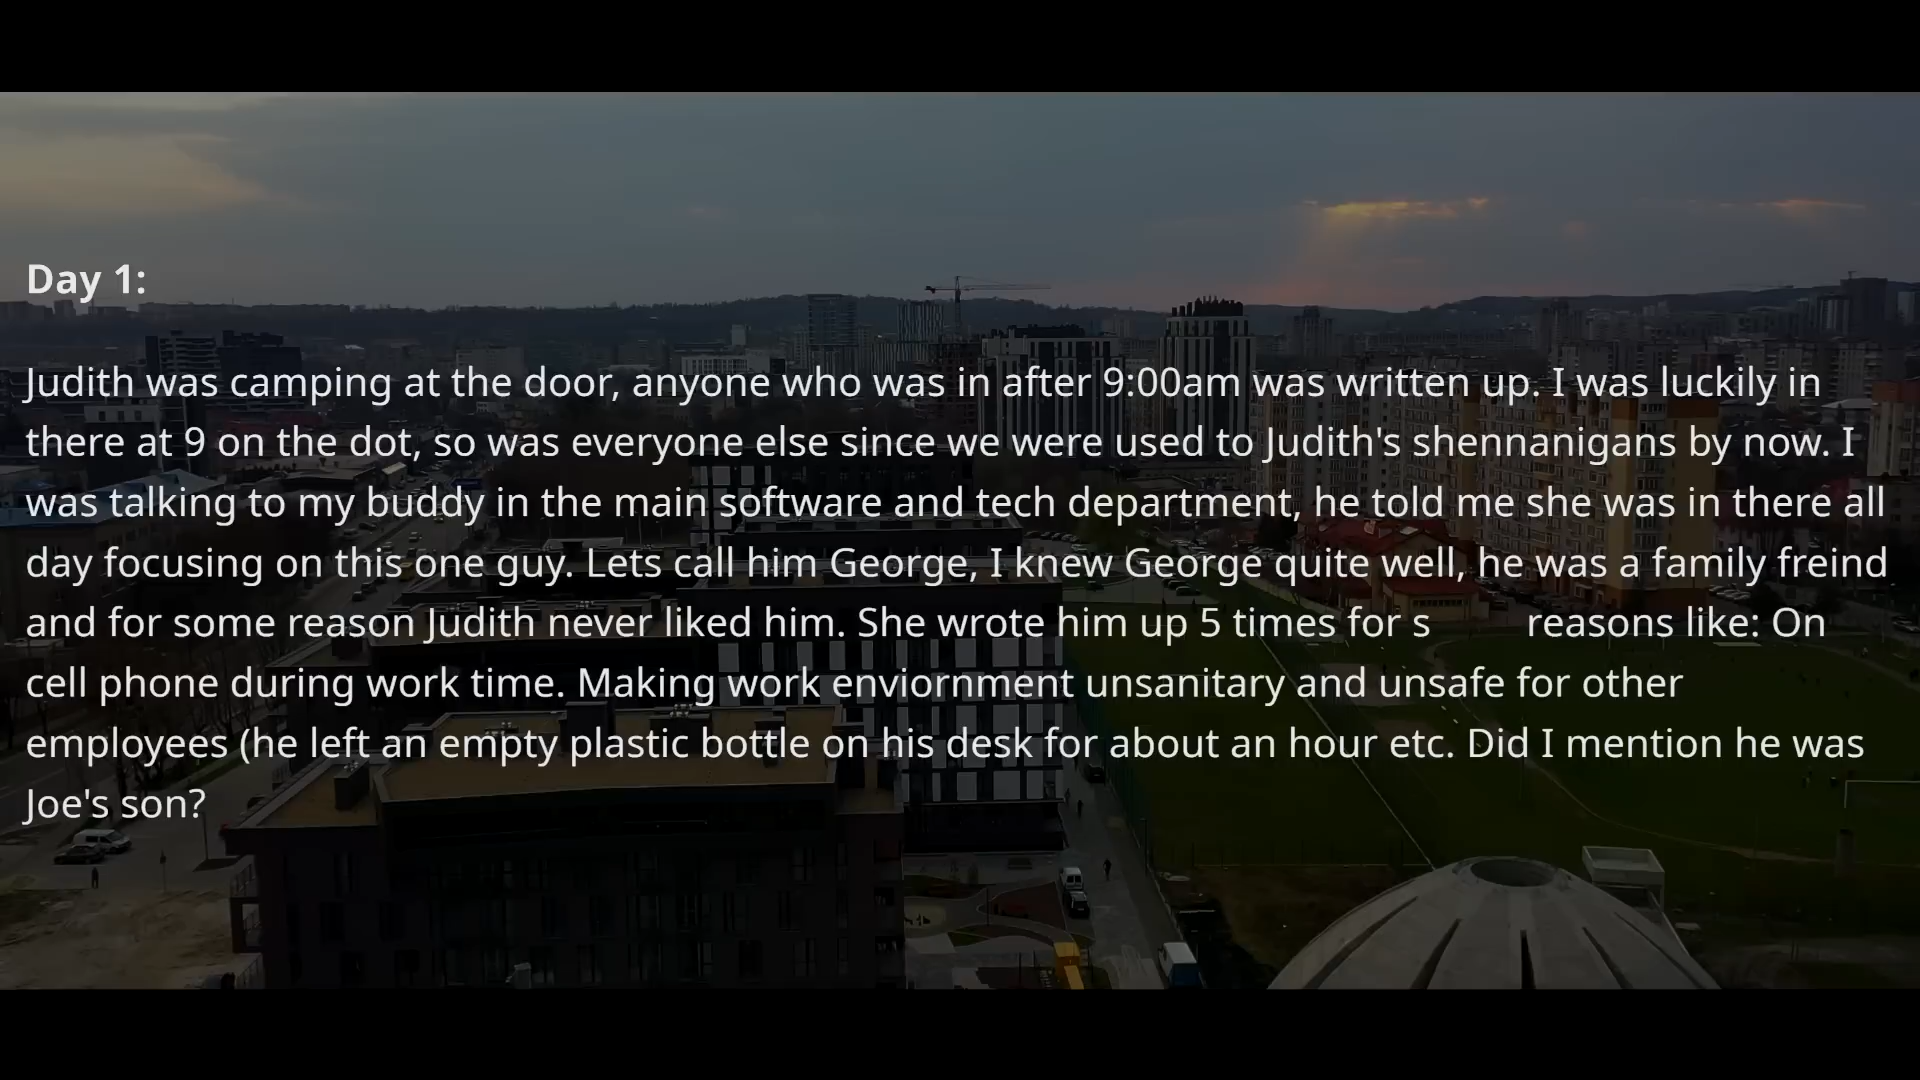 Day 1:
Judith was camping at the door, anyone who was in after 9:00am was written up. I was luckily in
there at 9 on the dot, so was everyone else since we were used to Judith's shennanigans by now. I
was talking to my buddy in the main software and tech department, he told me she was in there all
day focusing on this one guy. Lets call him George, I knew George quite well, he was a family freind
and for some reason Judith never liked him. She wrote him up 5 times for s reasons like: On
cell phone during work time. Making work enviornment unsanitary and unsafe for other
employees (he left an empty plastic bottle on his desk for about an hour etc. Did I mention he was
Joe's son?